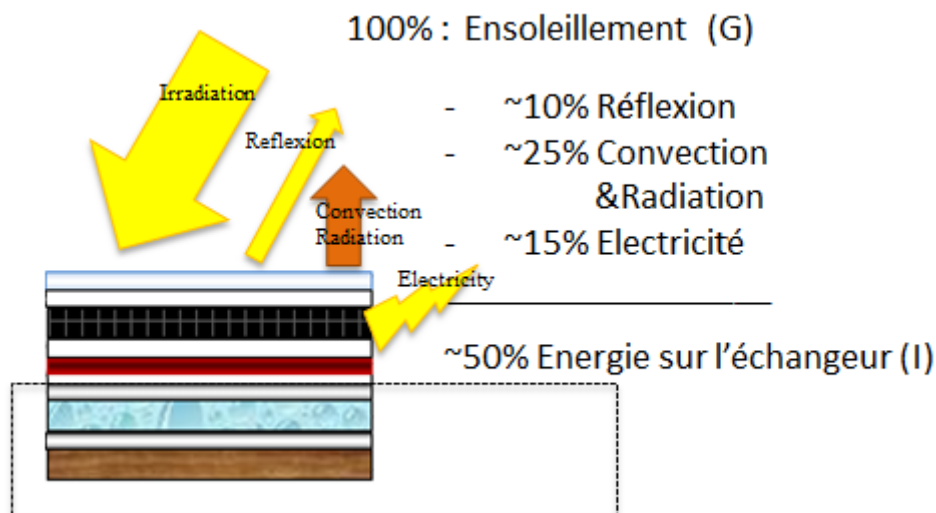 100% : Ensoleillement (G)
Irradiation
Reflexion
Convection
Radiation
Electricity
- ~10% Réflexion
- ~25% Convection
&Radiation
- ~15% Electricité
~50% Energie sur l'échangeur (I)